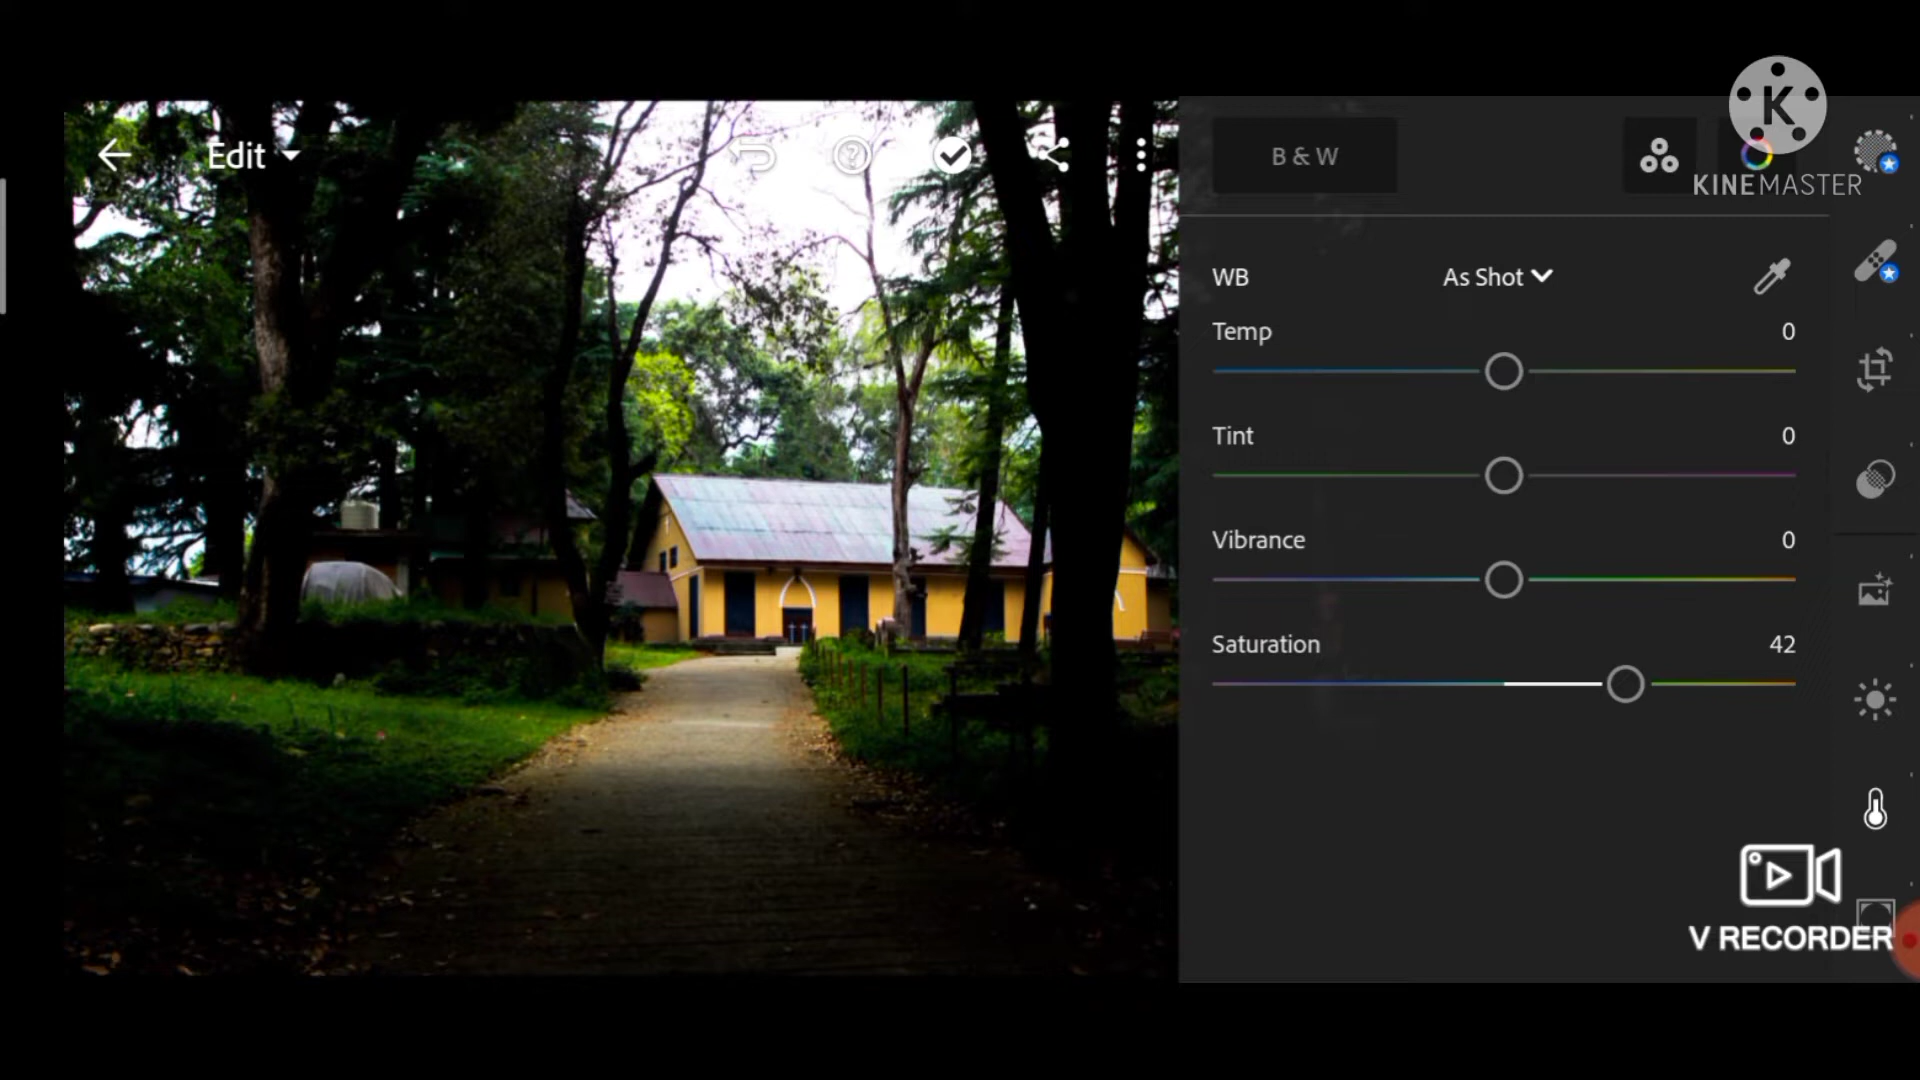 Edit
B & W
KINEMASTER
WB
As Shot
Temp
0
Tint
0
Vibrance
0
Saturation
42
V RECORDER